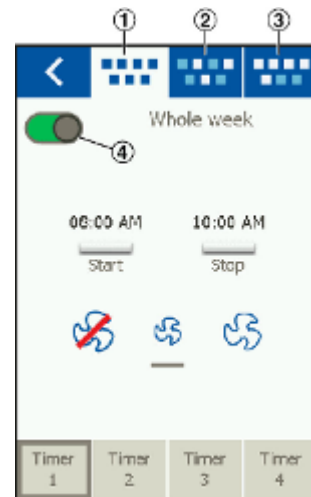 1
2
3
Whole week
4
08:00 AM 10:00 AM
Start Stop
Timer Timer Timer Timer
1 2 3 4